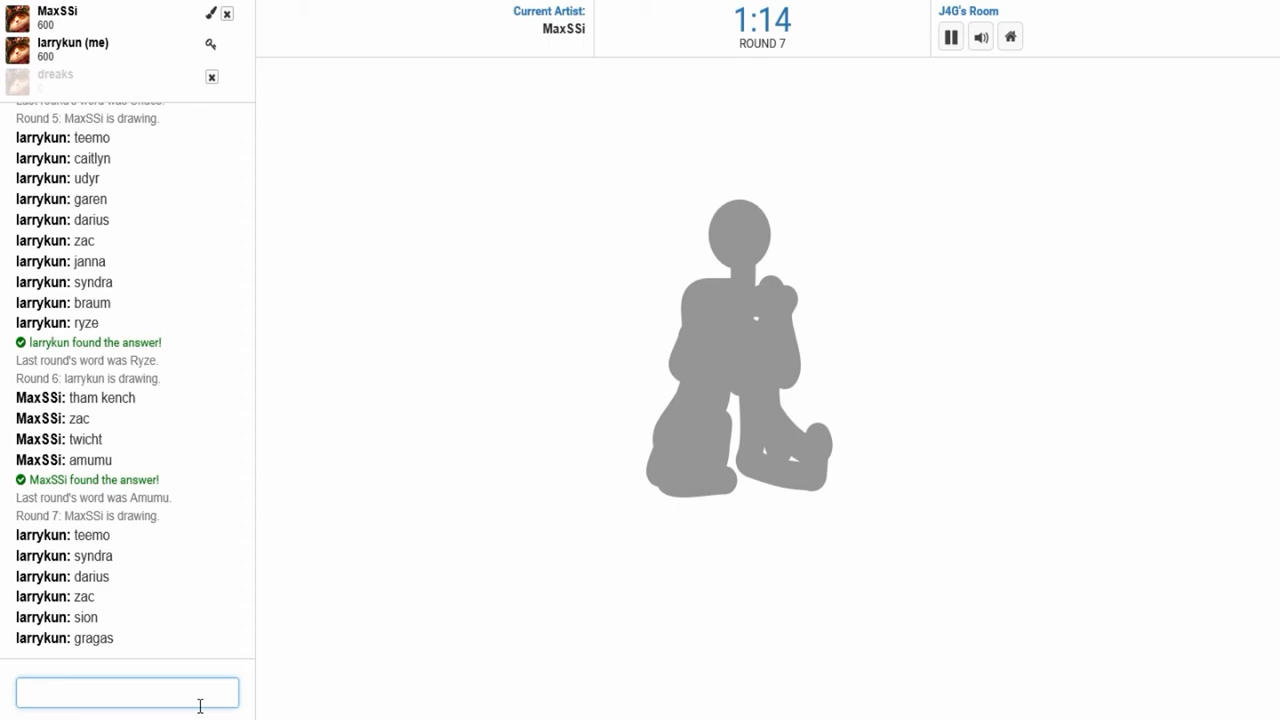 MaxSSi
600
larrykun (me)
600
dreaks
0
Current Artist:
MaxSSi
1:14
ROUND 7
J4G's Room
Round 5: MaxSSi is drawing.
larrykun: teemo
larrykun: caitlyn
larrykun: udyr
larrykun: garen
larrykun: darius
larrykun: zac
larrykun: janna
larrykun: syndra
larrykun: braum
larrykun: ryze
larrykun found the answer!
Last round's word was Ryze.
Round 6: larrykun is drawing.
MaxSSi: tham kench
MaxSSi: zac
MaxSSi: twicht
MaxSSi: amumu
MaxSSi found the answer!
Last round's word was Amumu.
Round 7: MaxSSi is drawing.
larrykun: teemo
larrykun: syndra
larrykun: darius
larrykun: zac
larrykun: sion
larrykun: gragas